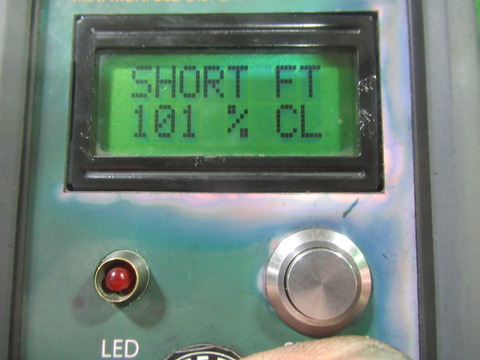 SHORT FT
101 % CL
LED